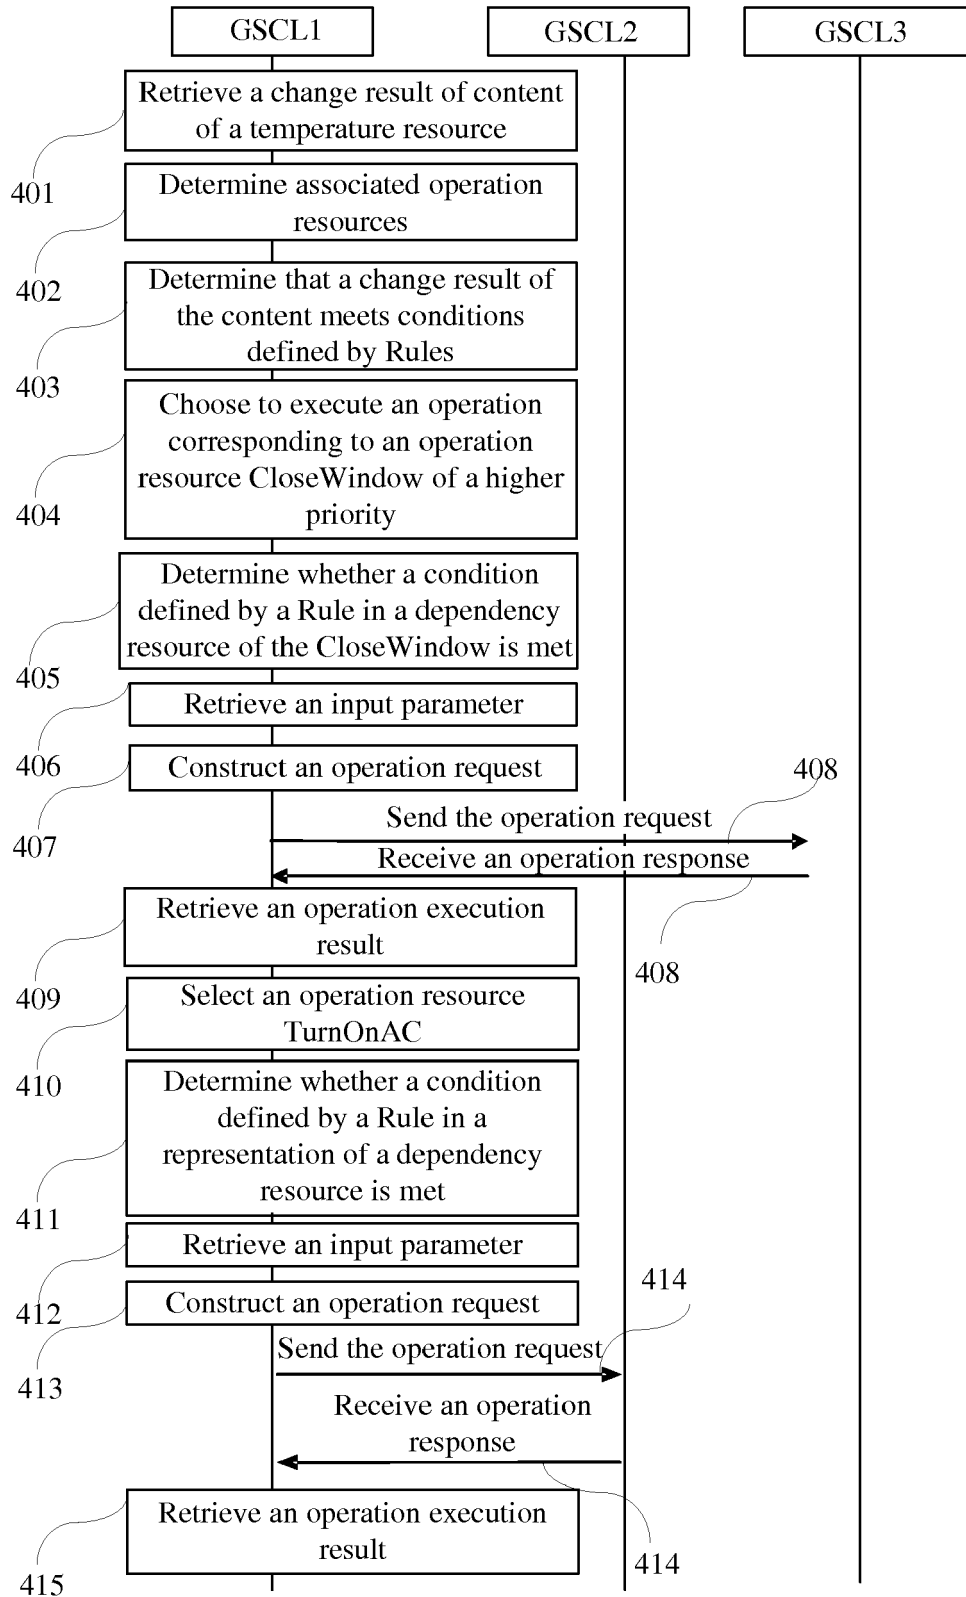 GSCL1
GSCL2
GSCL3
Retrieve a change result of content
of a temperature resource
401
Determine associated operation
resources
402
Determine that a change result of
the content meets conditions
defined by Rules
403
Choose to execute an operation
corresponding to an operation
resource CloseWindow of a higher
priority
404
Determine whether a condition
defined by a Rule in a dependency
resource of the CloseWindow is met
405
Retrieve an input parameter
406
Construct an operation request
407
408
Send the operation request
Receive an operation response
408
Retrieve an operation execution
result
409
Select an operation resource
TurnOnAC
410
Determine whether a condition
defined by a Rule in a
representation of a dependency
resource is met
411
Retrieve an input parameter
412
Construct an operation request
413
414
Send the operation request
Receive an operation
response
414
Retrieve an operation execution
result
415